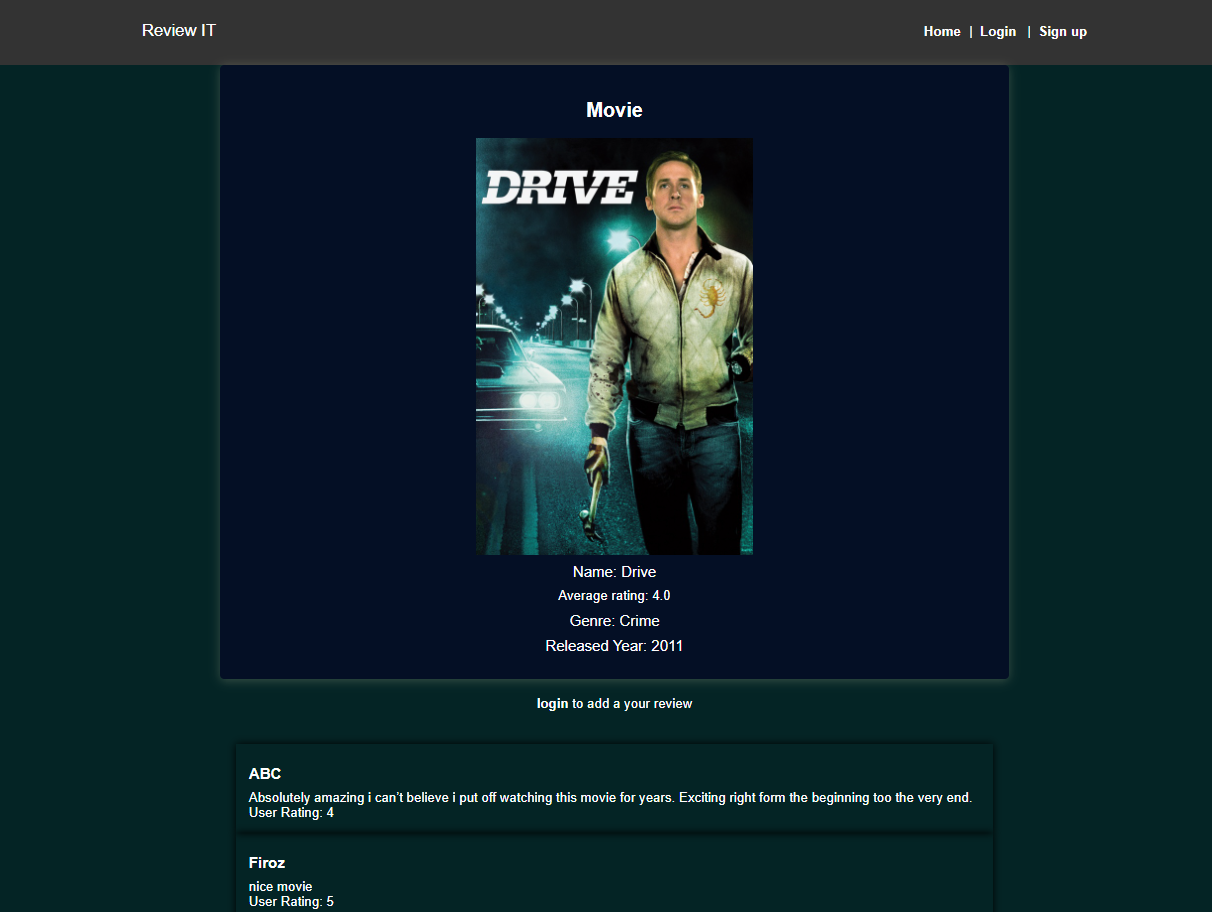 Review IT
Home | Login | Sign up
Movie
DRIVE
Name: Drive
Average rating: 4.0
Genre: Crime
Released Year: 2011
login to add a your review
ABC
Absolutely amazing i can’t believe i put off watching this movie for years. Exciting right form the beginning too the very end.
User Rating: 4
Firoz
nice movie
User Rating: 5